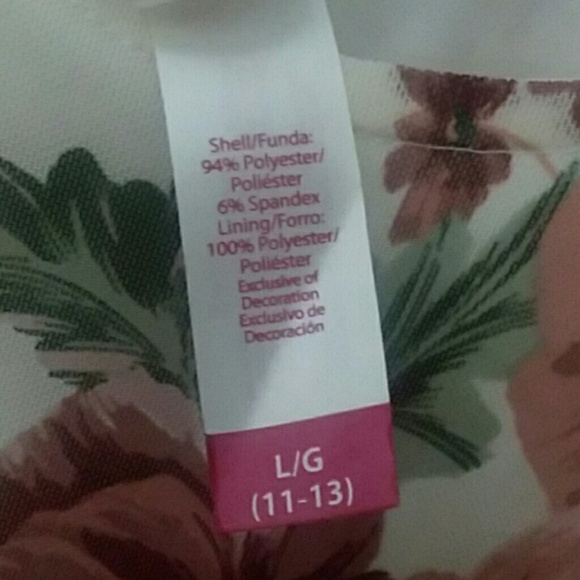 Shell/Funda:
94% Polyester/
Poliéster
6% Spandex
Lining/Forro:
100% Polyester/
Poliéster
Exclusive of
Decoration
Exclusivo de
Decoración
L/G
(11-13)